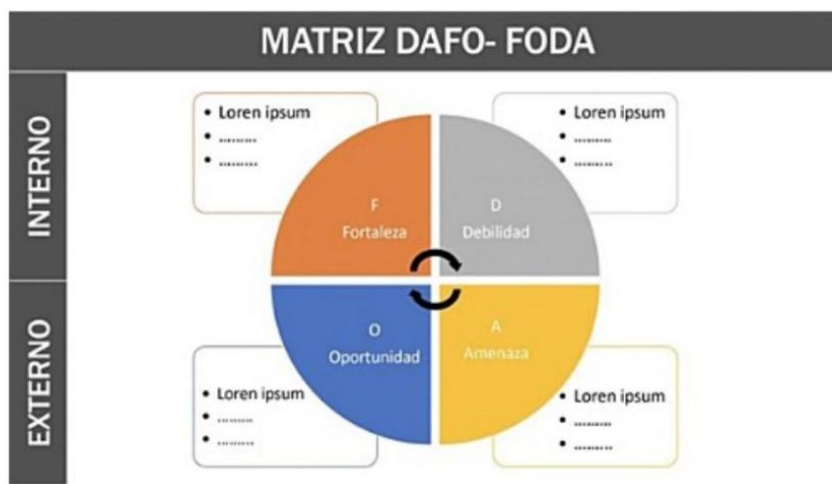 MATRIZ DAFO- FODA
INTERNO
• Loren ipsum
• .........
• .........
F
Fortaleza
• Loren ipsum
• .........
• .........
D
Debilidad
EXTERNO
O
Oportunidad
• Loren ipsum
• .........
• .........
A
Amenaza
• Loren ipsum
• .........
• .........